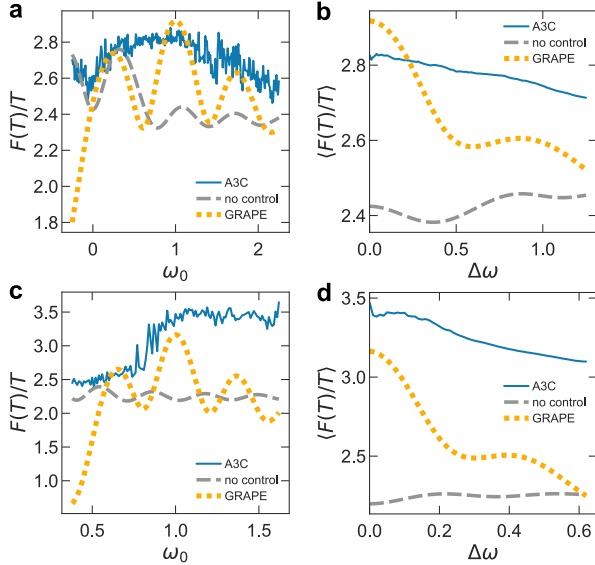 a
F(T)/T
2.8
2.6
2.4
2.2
2.0
1.8
A3C
no control
GRAPE
0
1
2
ω₀
b
⟨F(T)/T⟩
2.8
2.6
2.4
A3C
no control
GRAPE
0.0
0.5
1.0
Δω
c
F(T)/T
3.5
3.0
2.5
2.0
1.5
1.0
A3C
no control
GRAPE
0.5
1.0
1.5
ω₀
d
⟨F(T)/T⟩
3.5
3.1
2.7
2.3
A3C
no control
GRAPE
0.0
0.2
0.4
0.6
Δω